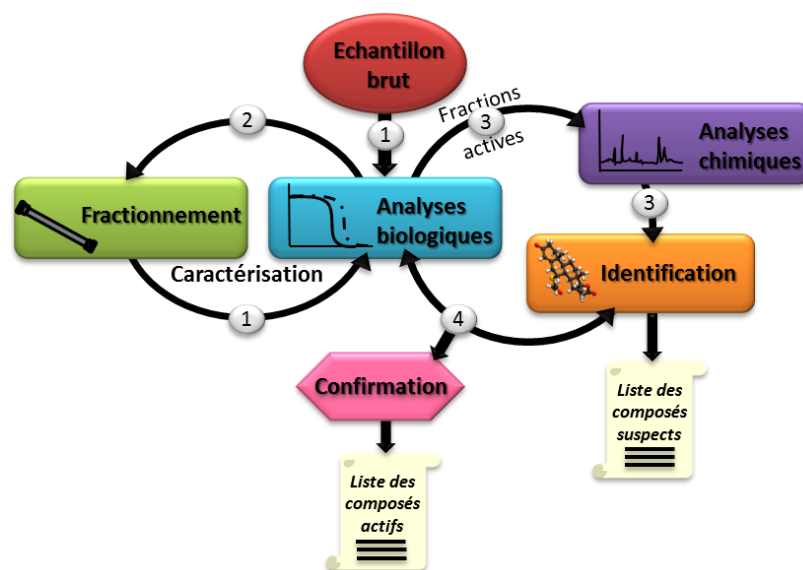 Echantillon
brut
1
2
Fractions
3
actives
Analyses
chimiques
3
Fractionnement
Analyses
biologiques
Caractérisation
1
Identification
4
Confirmation
Liste des
composés
suspects
Liste des
composés
actifs